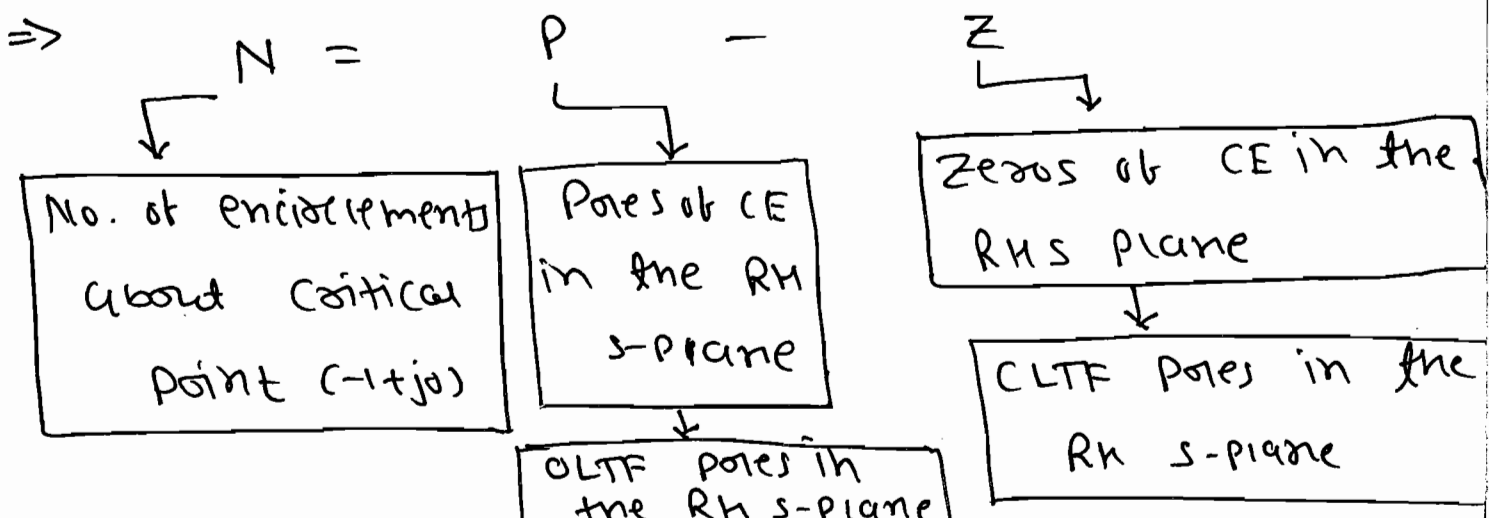 => N = P - Z
No. of encirclements
about critical
point (-1+j0)
Poles of CE
in the RH
s-plane
OLTF poles in
the RH s-plane
Zeros of CE in the
RHS plane
CLTF poles in the
RH s-plane